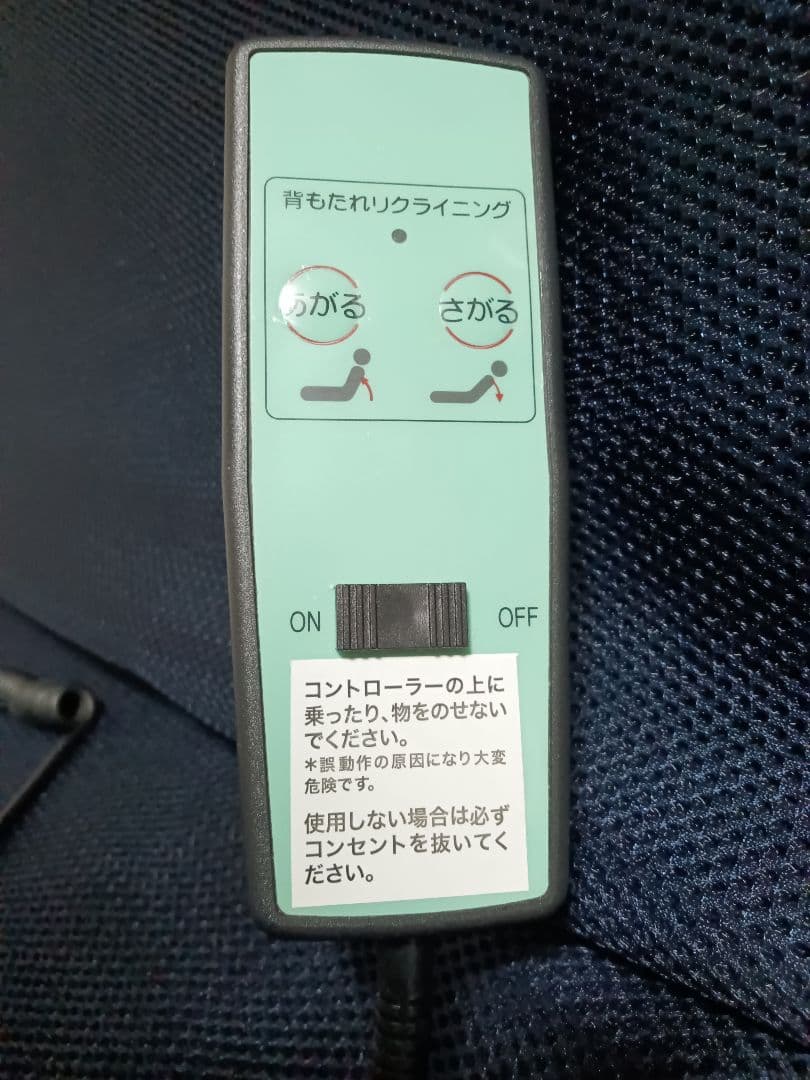 背もたれリクライニング
あがる さがる
ON OFF
コントローラーの上に
乗ったり、物をのせない
でください。
*誤動作の原因になり大変
危険です。
使用しない場合は必ず
コンセントを抜いてく
ださい。